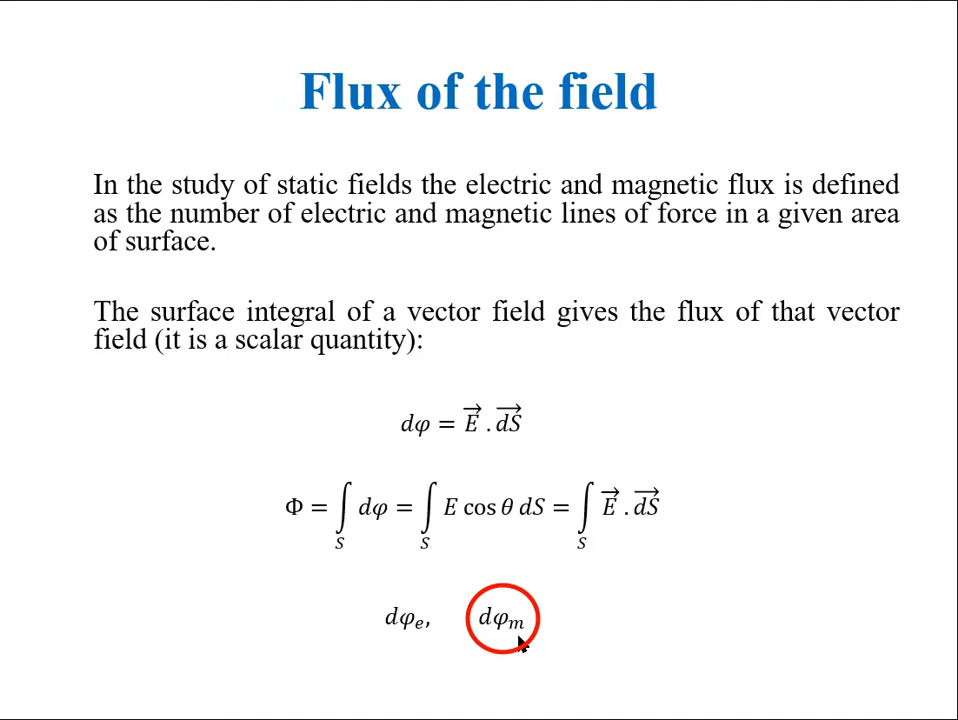 Flux of the field
In the study of static fields the electric and magnetic flux is defined
as the number of electric and magnetic lines of force in a given area
of surface.
The surface integral of a vector field gives the flux of that vector
field (it is a scalar quantity):
dφ = E⃗ . dS⃗
Φ = ∫_S dφ = ∫_S E cos θ dS = ∫_S E⃗ . dS⃗
dφₑ, dφₘ